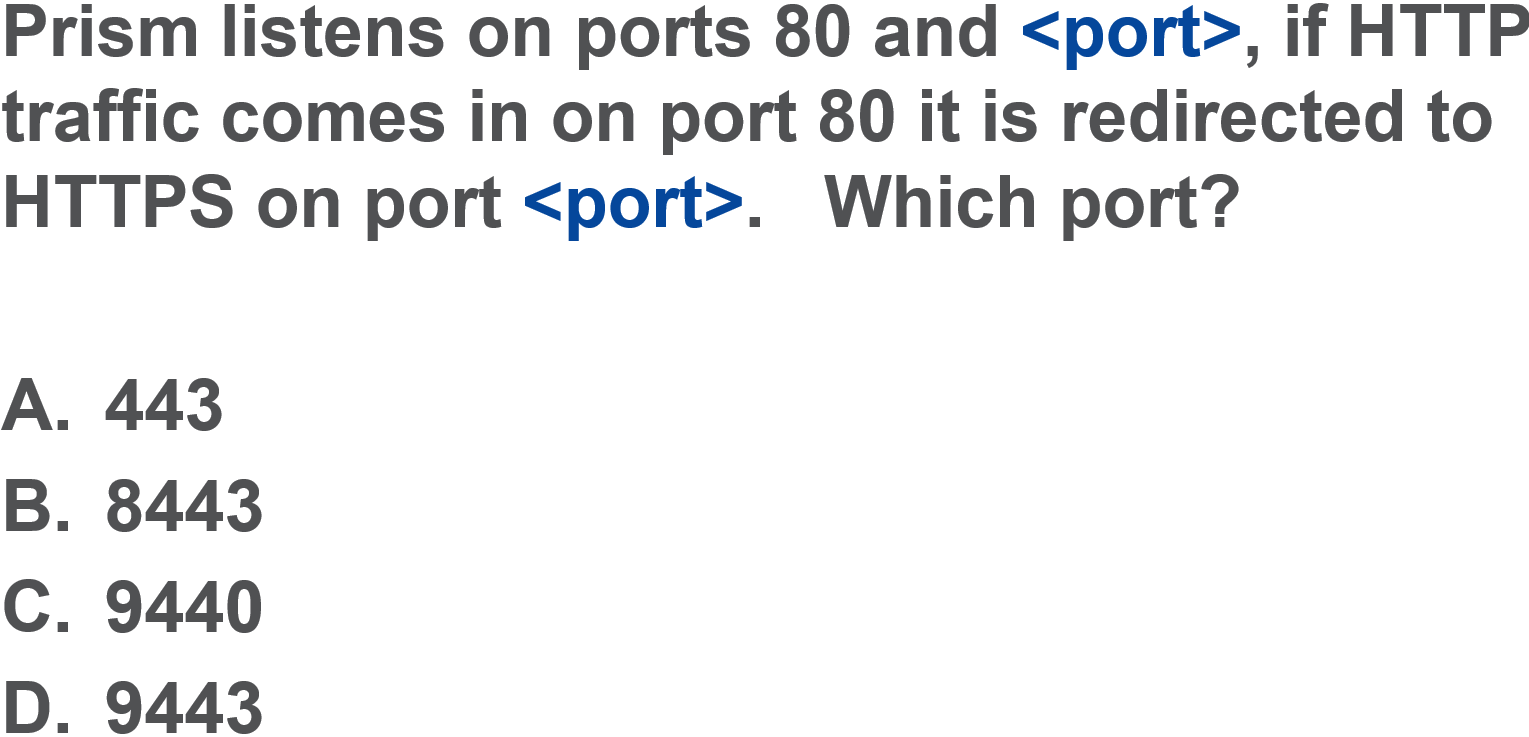 Prism listens on ports 80 and <port>, if HTTP
traffic comes in on port 80 it is redirected to
HTTPS on port <port>. Which port?
A. 443
B. 8443
C. 9440
D. 9443